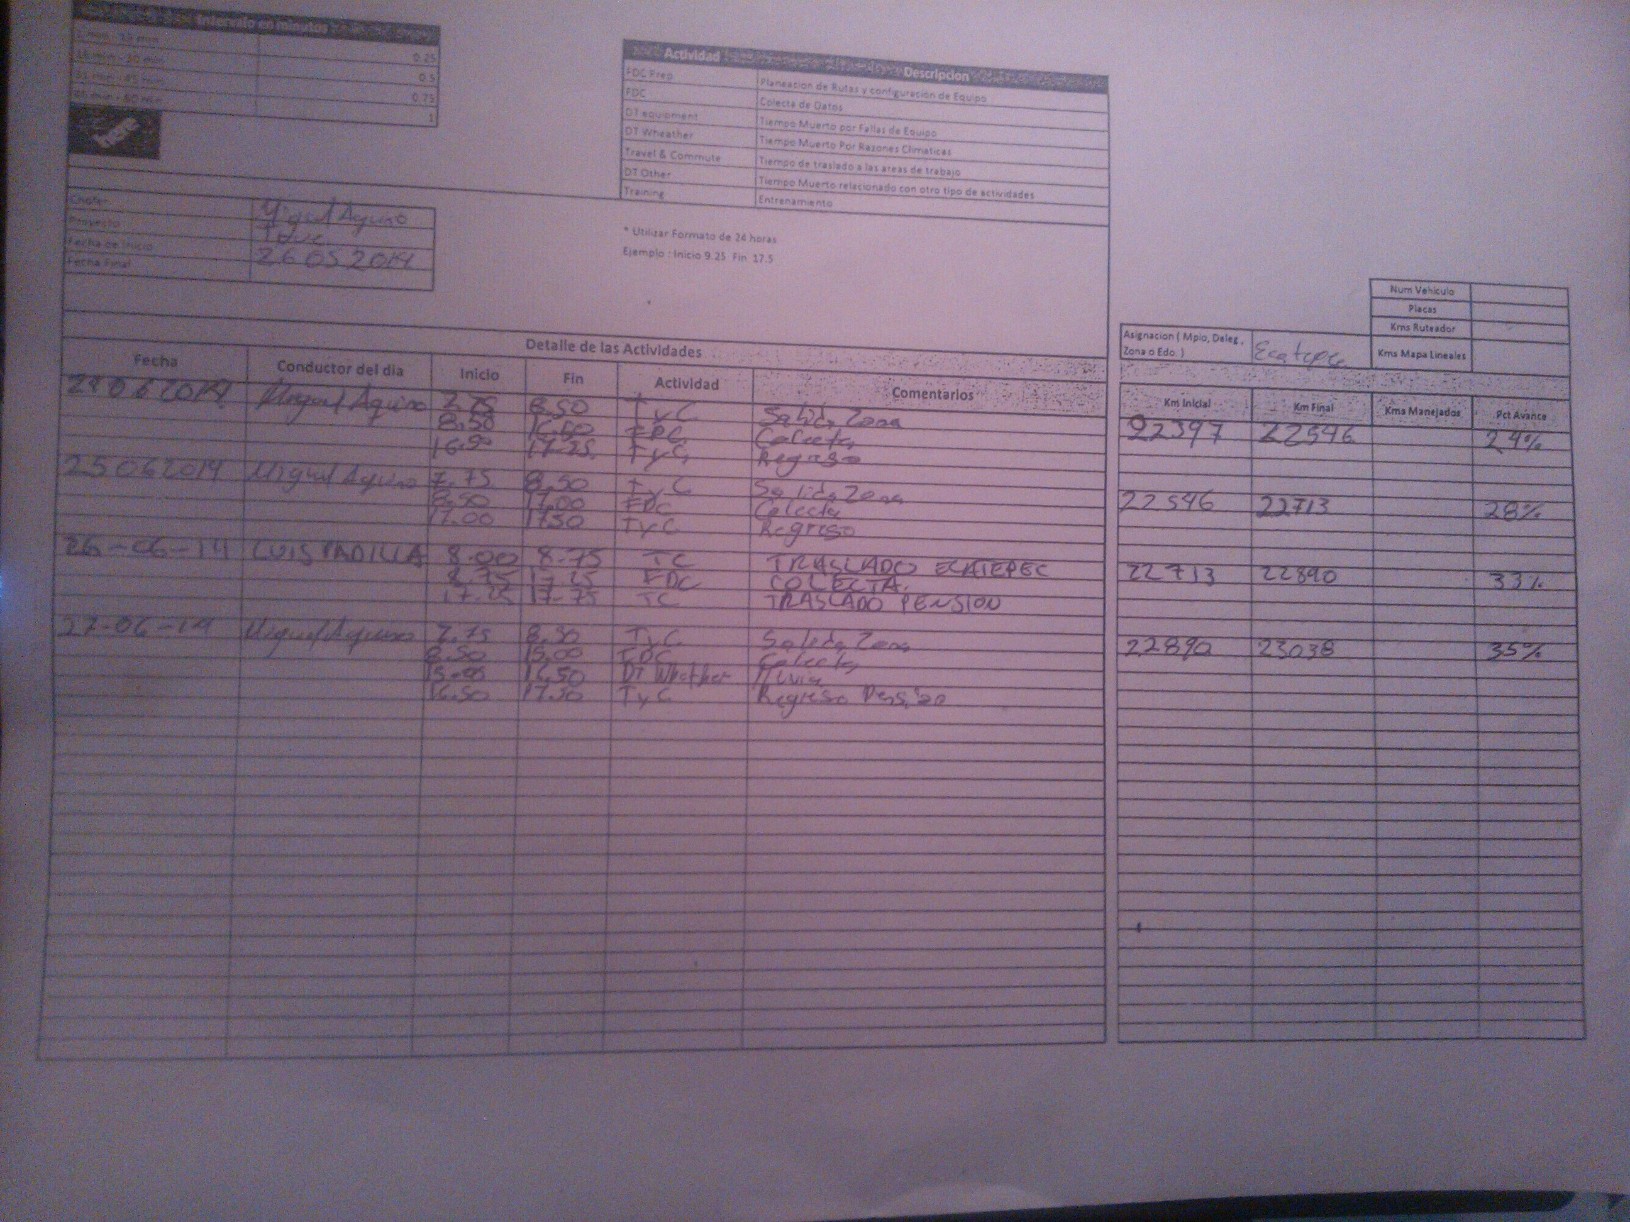 Intervalo en minutos
1 min - 15 min 0.25
16 min - 30 min 0.5
31 min - 45 min 0.75
46 min - 60 min 1
Actividad Descripcion
FDC Prep Planeacion de Rutas y configuración de Equipo
FDC Colecta de Datos
DT equipment Tiempo Muerto por Fallas de Equipo
DT Wheather Tiempo Muerto Por Razones Climaticas
Travel & Commute Tiempo de traslado a las areas de trabajo
DT Other Tiempo Muerto relacionado con otro tipo de actividades
Training Entrenamiento
Chofer Miguel Aquino
Proyecto
Fecha de Inicio 26 05 2014
Fecha Final
* Utilizar Formato de 24 horas
Ejemplo : Inicio 9.25 Fin 17.5
Num Vehiculo
Placas
Kms Ruteador
Kms Mapa Lineales
Asignacion ( Mpio, Deleg, Zona o Edo. ) Ecatepec
Detalle de las Actividades
Fecha Conductor del dia Inicio Fin Actividad Comentarios Km Inicial Km Final Kms Manejados Pct Avance
24 06 2014 Miguel Aquino 7.75 8.50 TyC Salida Zona 22397 22546 24%
8.50 16.50 FDC Colecta
16.50 17.25 TyC Regreso
25 06 2014 Miguel Aquino 7.75 8.50 TyC Salida Zona 22546 22713 28%
8.50 17.00 FDC Colecta
17.00 17.50 TyC Regreso
26-06-14 LUIS PADILLA 8.00 8.75 TC TRASLADO ECATEPEC 22713 22890 33%
8.75 17.25 FDC COLECTA.
17.25 17.75 TC TRASLADO PENSION
27-06-14 Miguel Aquino 7.75 8.50 TyC Salida Zona 22890 23038 35%
8.50 15.00 FDC Colecta
15.00 16.50 DT Whether lluvia
16.50 17.50 TyC Regreso Pension